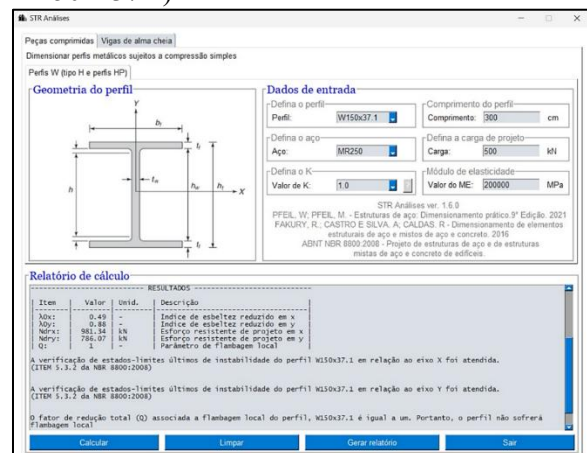 STR Análises
Peças comprimidas Vigas de alma cheia
Dimensionar perfis metálicos sujeitos a compressão simples
Perfis W (tipo H e perfis HP)
Geometria do perfil
Y
X
h
Dados de entrada
Defina o perfil
Perfil: W150x37.1
Comprimento do perfil
Comprimento: 300 cm
Defina o aço
Aço: MR250
Defina a carga de projeto
Carga: 500 kN
Defina o K
Valor de K: 1.0
Módulo de elasticidade
Valor do ME: 200000 MPa
STR Análises ver. 1.6.0
PFEIL, W; PFEIL, M. - Estruturas de aço: Dimensionamento prático.9° Edição. 2021
FAKURY, R.; CASTRO E SILVA, A; CALDAS. R - Dimensionamento de elementos
estruturais de aço e mistos de aço e concreto. 2016
ABNT NBR 8800:2008 - Projeto de estruturas de aço e de estruturas
mistas de aço e concreto de edifíceis.
Relatório de cálculo
RESULTADOS
| Item | Valor | Unid. | Descrição |
| λ0x: | 0.49 | - | Índice de esbeltez reduzido em x |
| λ0y: | 0.88 | - | Índice de esbeltez reduzido em y |
| Ndrx: | 981.34 | kN | Esforço resistente de projeto em x |
| Ndry: | 786.07 | kN | Esforço resistente de projeto em y |
| Q: | 1 | - | Parâmetro de flambagem local |
A verificação de estados-limites últimos de instabilidade do perfil W150x37.1 em relação ao eixo X foi atendida.
(ITEM 5.3.2 da NBR 8800:2008)
A verificação de estados-limites últimos de instabilidade do perfil W150x37.1 em relação ao eixo Y foi atendida.
(ITEM 5.3.2 da NBR 8800:2008)
O fator de redução total (Q) associada a flambagem local do perfil, W150x37.1 é igual a um. Portanto, o perfil não sofrerá
flambagem local
Calcular Limpar Gerar relatório Sair